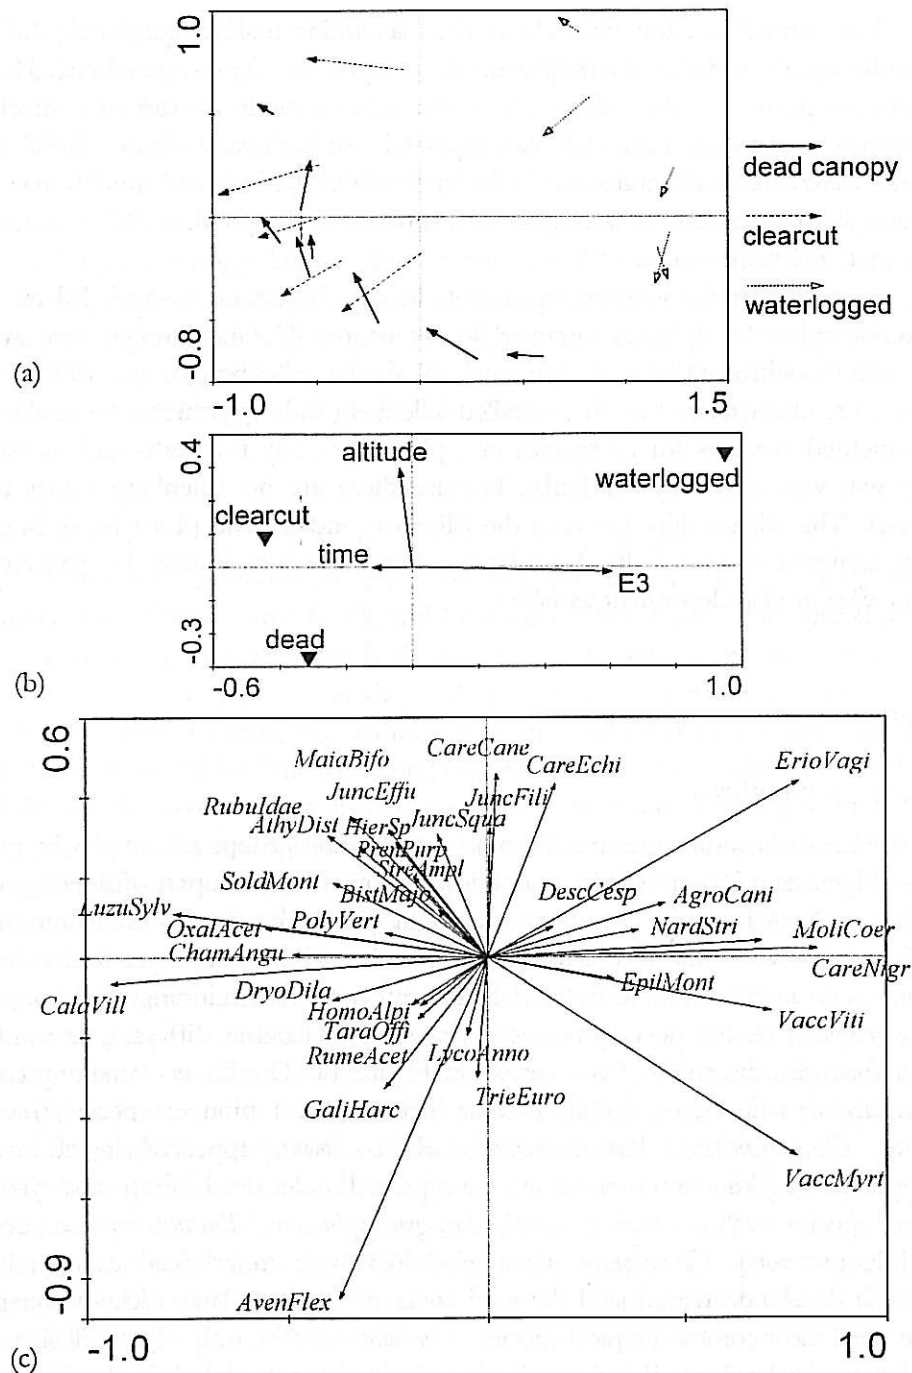 1.0
-0.8
(a)
-1.0
1.5
dead canopy
clearcut
waterlogged
0.4
-0.3
altitude
waterlogged
clearcut
time
E3
dead
(b)
-0.6
1.0
0.6
CareCane
MaiaBifo
CareEchi
ErioVagi
JuncEffu
JuncFili
RubuIdae
AthyDist HierSp JuncSqua
PrenPurp
StreAmpl
SoldMont
BistMajo
DescCesp
AgroCani
LuzuSylv
OxalAcet
PolyVert
NardStri
MoliCoer
ChamAngu
CareNigr
CalaVill
DryoDila
EpilMont
HomoAlpi
VaccViti
TaraOffi
RumeAcet
LycoAnno
GaliHarc
TrieEuro
VaccMyrt
-0.9
AvenFlex
(c)
-1.0
1.0